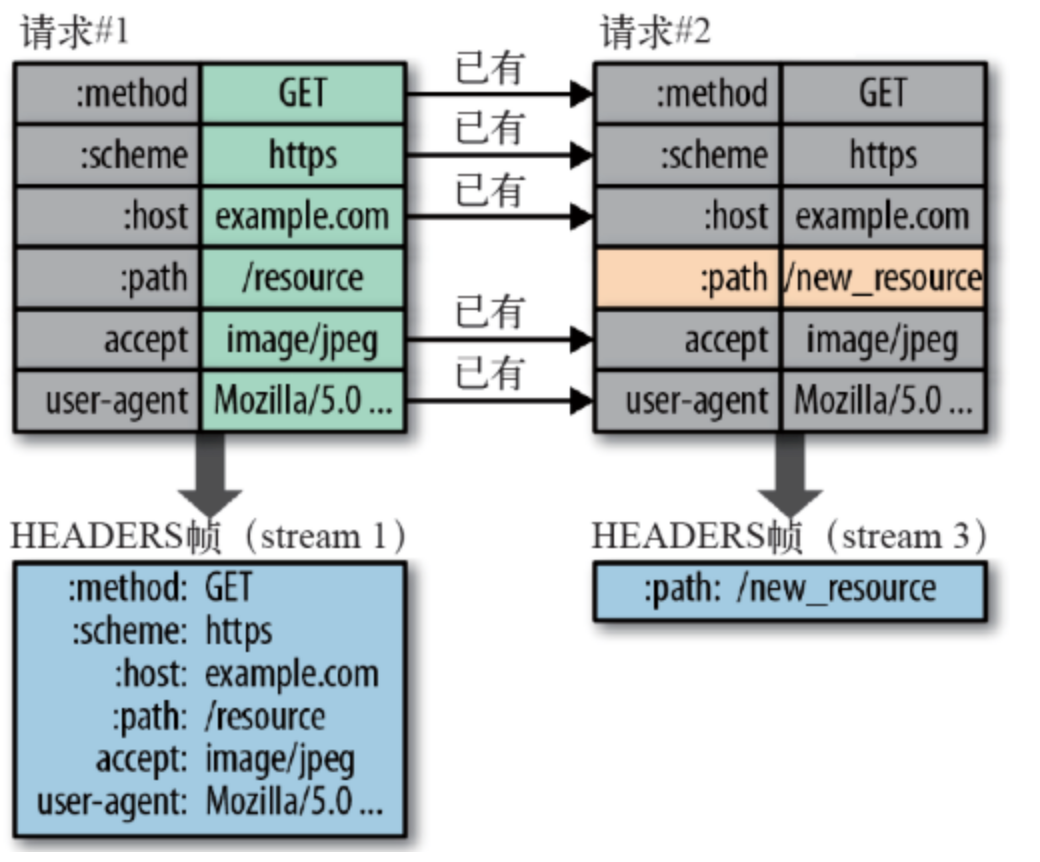 请求#1
:method GET
:scheme https
:host example.com
:path /resource
accept image/jpeg
user-agent Mozilla/5.0 ...
已有
已有
已有
已有
已有
请求#2
:method GET
:scheme https
:host example.com
:path /new_resource
accept image/jpeg
user-agent Mozilla/5.0 ...
HEADERS帧（stream 1）
:method: GET
:scheme: https
:host: example.com
:path: /resource
accept: image/jpeg
user-agent: Mozilla/5.0 ...
HEADERS帧（stream 3）
:path: /new_resource